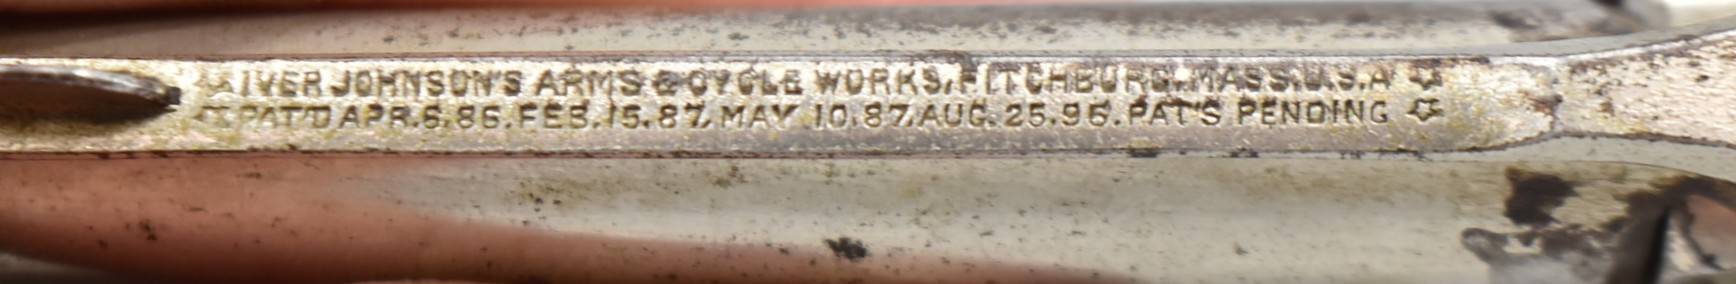 IVER JOHNSON'S ARMS & CYCLE WORKS, FITCHBURG, MASS. U.S.A
PAT'D APR. 6. 86. FEB. 15. 87. MAY 10. 87. AUG. 25. 96. PAT'S PENDING